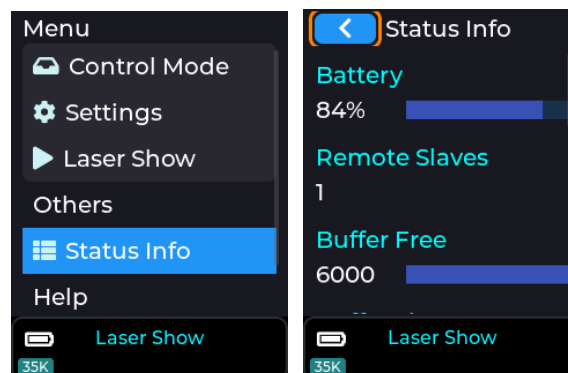 Menu
Control Mode
Settings
Laser Show
Others
Status Info
Help
Laser Show
35K
Status Info
Battery
84%
Remote Slaves
1
Buffer Free
6000
Laser Show
35K